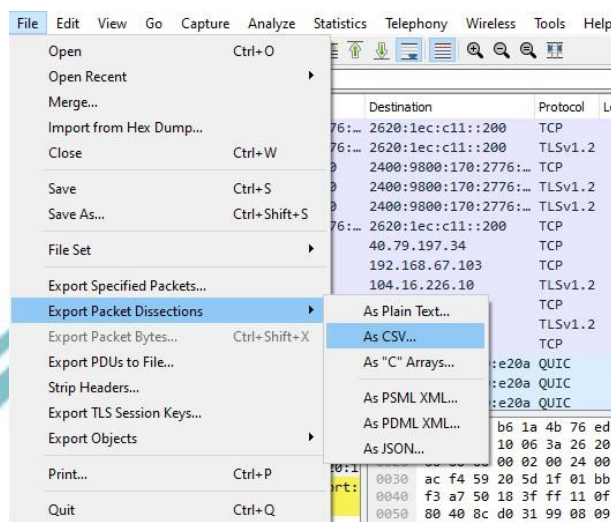 File Edit View Go Capture Analyze Statistics Telephony Wireless Tools Help
Open Ctrl+O
Open Recent
Merge...
Import from Hex Dump...
Close Ctrl+W
Save Ctrl+S
Save As... Ctrl+Shift+S
File Set
Export Specified Packets...
Export Packet Dissections
Export Packet Bytes... Ctrl+Shift+X
Export PDUs to File...
Strip Headers...
Export TLS Session Keys...
Export Objects
Print... Ctrl+P
Quit Ctrl+Q
As Plain Text...
As CSV...
As "C" Arrays...
As PSML XML...
As PDML XML...
As JSON...
Destination Protocol
76:… 2620:1ec:c11::200 TCP
76:… 2620:1ec:c11::200 TLSv1.2
2400:9800:170:2776:… TCP
2400:9800:170:2776:… TLSv1.2
2400:9800:170:2776:… TLSv1.2
76:… 2620:1ec:c11::200 TCP
40.79.197.34 TCP
192.168.67.103 TCP
104.16.226.10 TLSv1.2
TCP
TLSv1.2
TCP
:e20a QUIC
:e20a QUIC
:e20a QUIC
b6 1a 4b 76 ed
10 06 3a 26 20
00 02 00 24 00
0030 ac f4 59 20 5d 1f 01 bb
0040 f3 a7 50 18 3f ff 11 0f
0050 80 40 8c d0 31 99 08 09